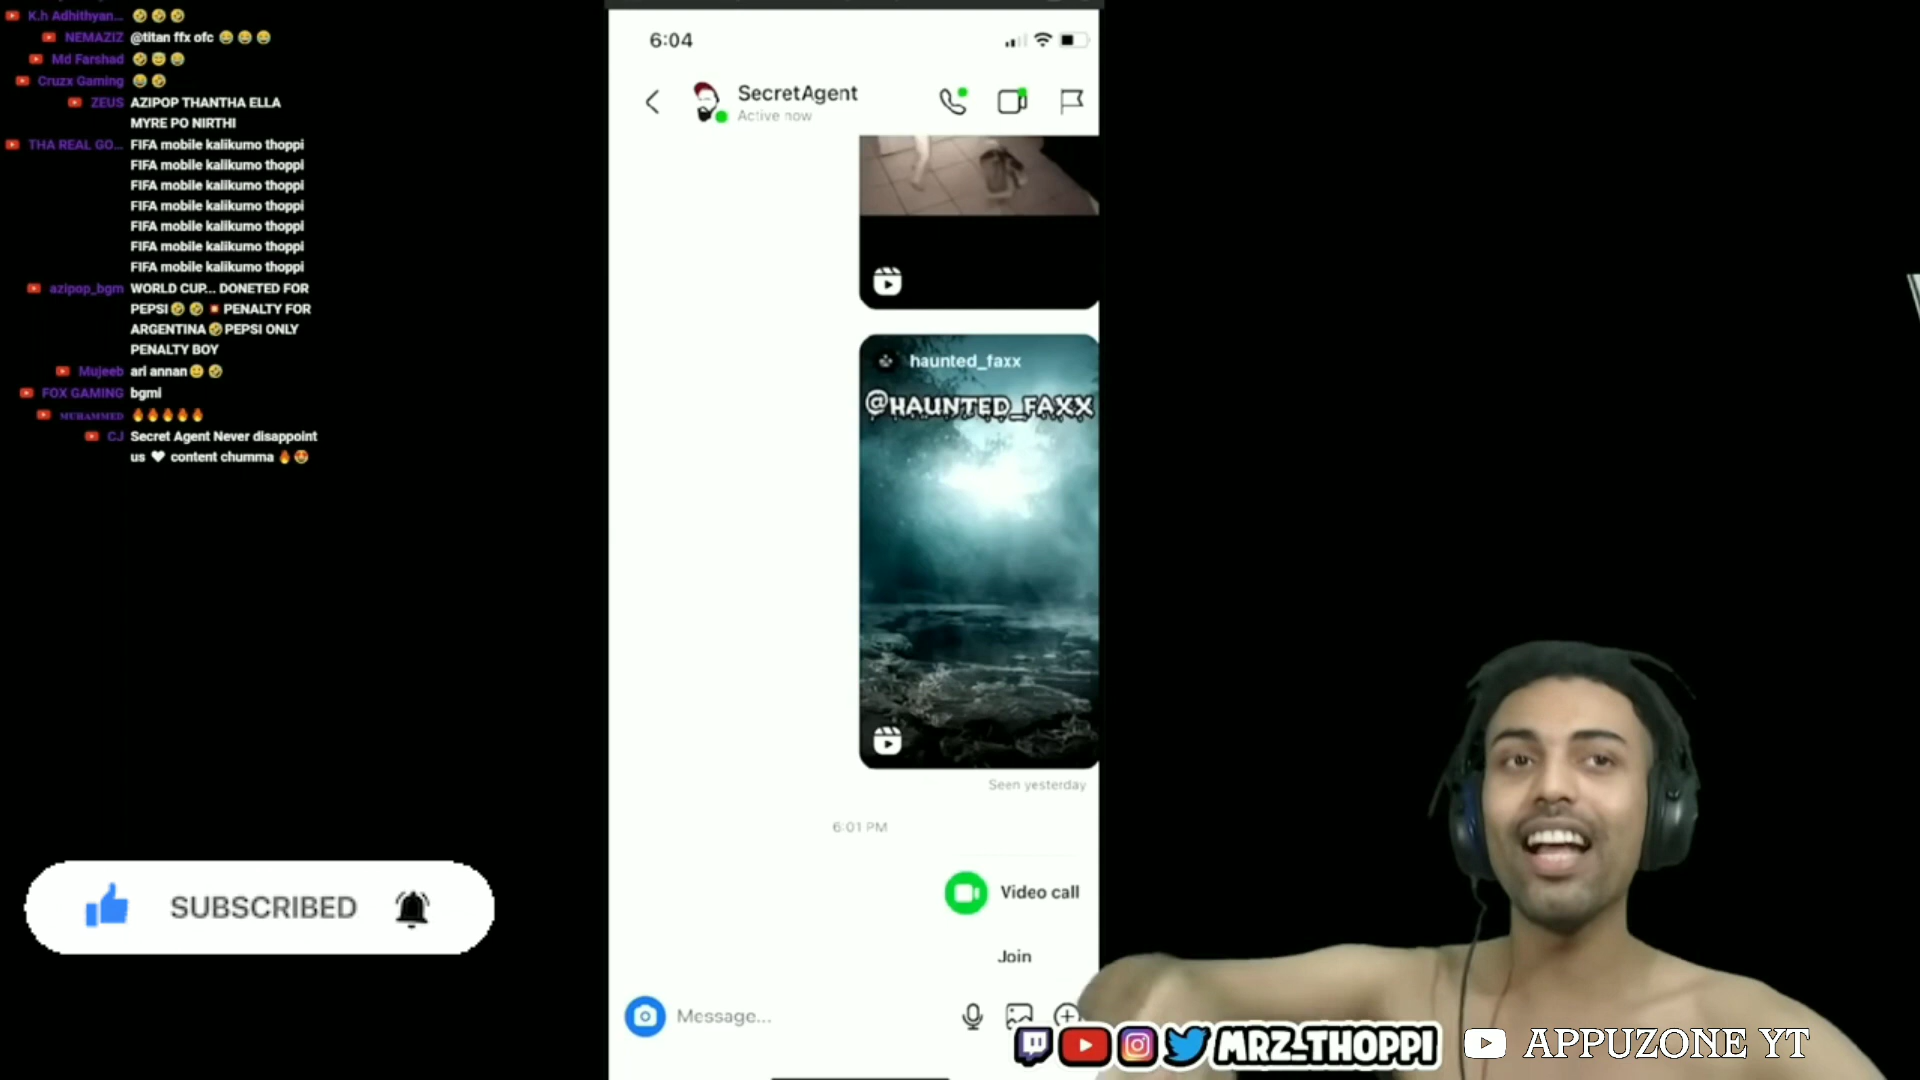 K.h Adhithyan... 🤣🤣🤣
NEMAZIZ @titan ffx ofc 😂😂😂
Md Farshad 🤣😇😂
Cruzx Gaming 😂🤣
ZEUS AZIPOP THANTHA ELLA
MYRE PO NIRTHI
THA REAL GO... FIFA mobile kalikumo thoppi
FIFA mobile kalikumo thoppi
FIFA mobile kalikumo thoppi
FIFA mobile kalikumo thoppi
FIFA mobile kalikumo thoppi
FIFA mobile kalikumo thoppi
FIFA mobile kalikumo thoppi
azipop_bgm WORLD CUP... DONETED FOR
PEPSI🤣🤣 PENALTY FOR
ARGENTINA🤣PEPSI ONLY
PENALTY BOY
Mujeeb ari annan 🤣
FOX GAMING bgmi
MUHAMMED 🔥🔥🔥🔥🔥
CJ Secret Agent Never disappoint
us ❤ content chumma 🔥😍
SUBSCRIBED
6:04
SecretAgent
Active now
haunted_faxx
@HAUNTED_FAXX
Seen yesterday
6:01 PM
Video call
Join
Message...
MRZ_THOPPI
APPUZONE YT